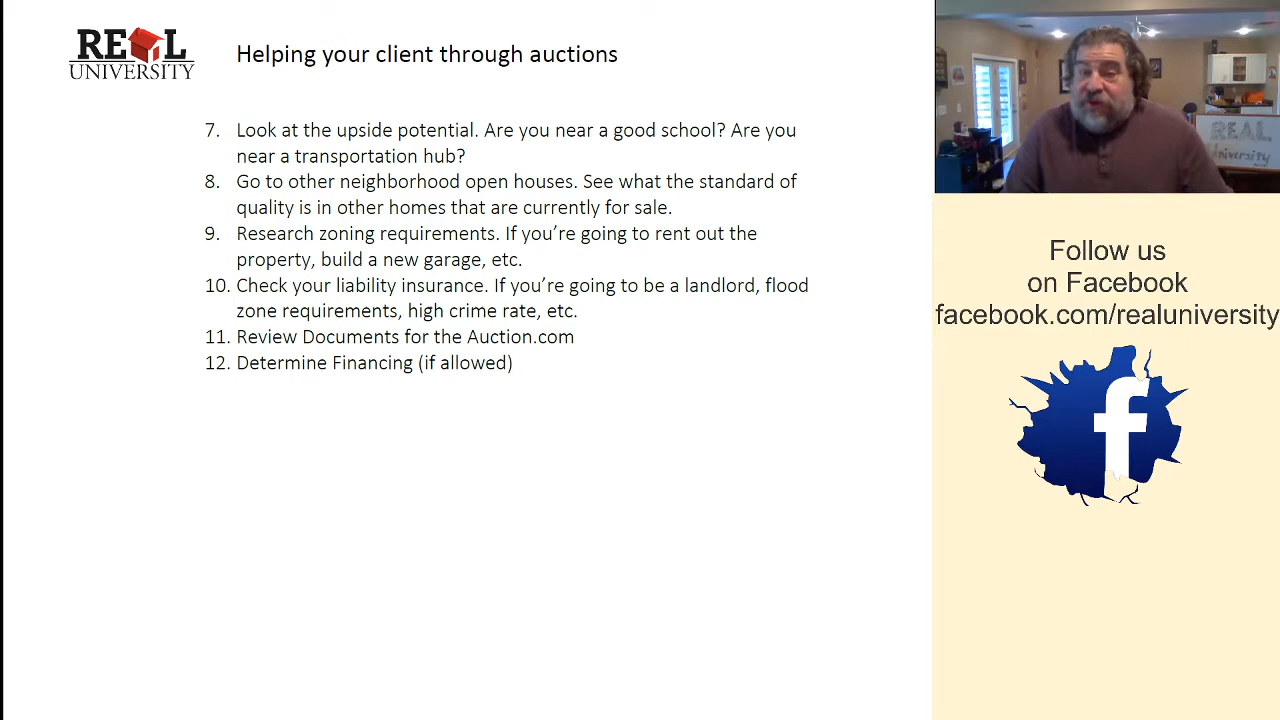 REAL
UNIVERSITY
Helping your client through auctions
7. Look at the upside potential. Are you near a good school? Are you
near a transportation hub?
8. Go to other neighborhood open houses. See what the standard of
quality is in other homes that are currently for sale.
9. Research zoning requirements. If you’re going to rent out the
property, build a new garage, etc.
10. Check your liability insurance. If you’re going to be a landlord, flood
zone requirements, high crime rate, etc.
11. Review Documents for the Auction.com
12. Determine Financing (if allowed)
REAL
University
Follow us
on Facebook
facebook.com/realuniversity
f